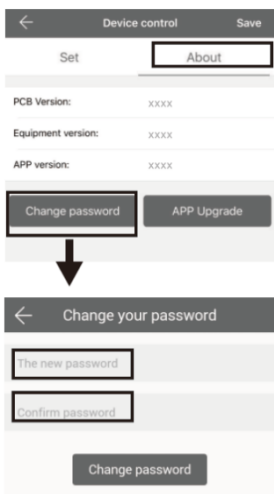 Device control Save
Set About
PCB Version: xxxx
Equipment version: xxxx
APP version: xxxx
Change password APP Upgrade
Change your password
The new password
Confirm password
Change password